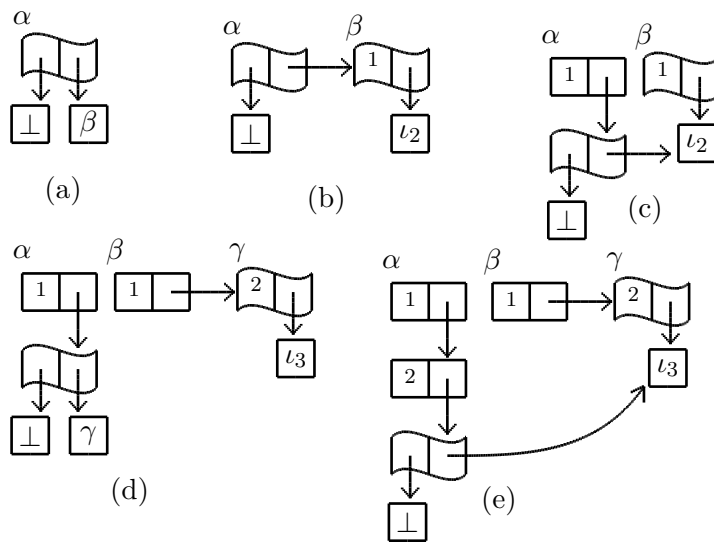 α
⊥ β
(a)
α β
1
⊥ ι₂
(b)
α β
1 1
ι₂
⊥
(c)
α β γ
1 1 2
ι₃
⊥ γ
(d)
α β γ
1 1 2
2 ι₃
⊥
(e)